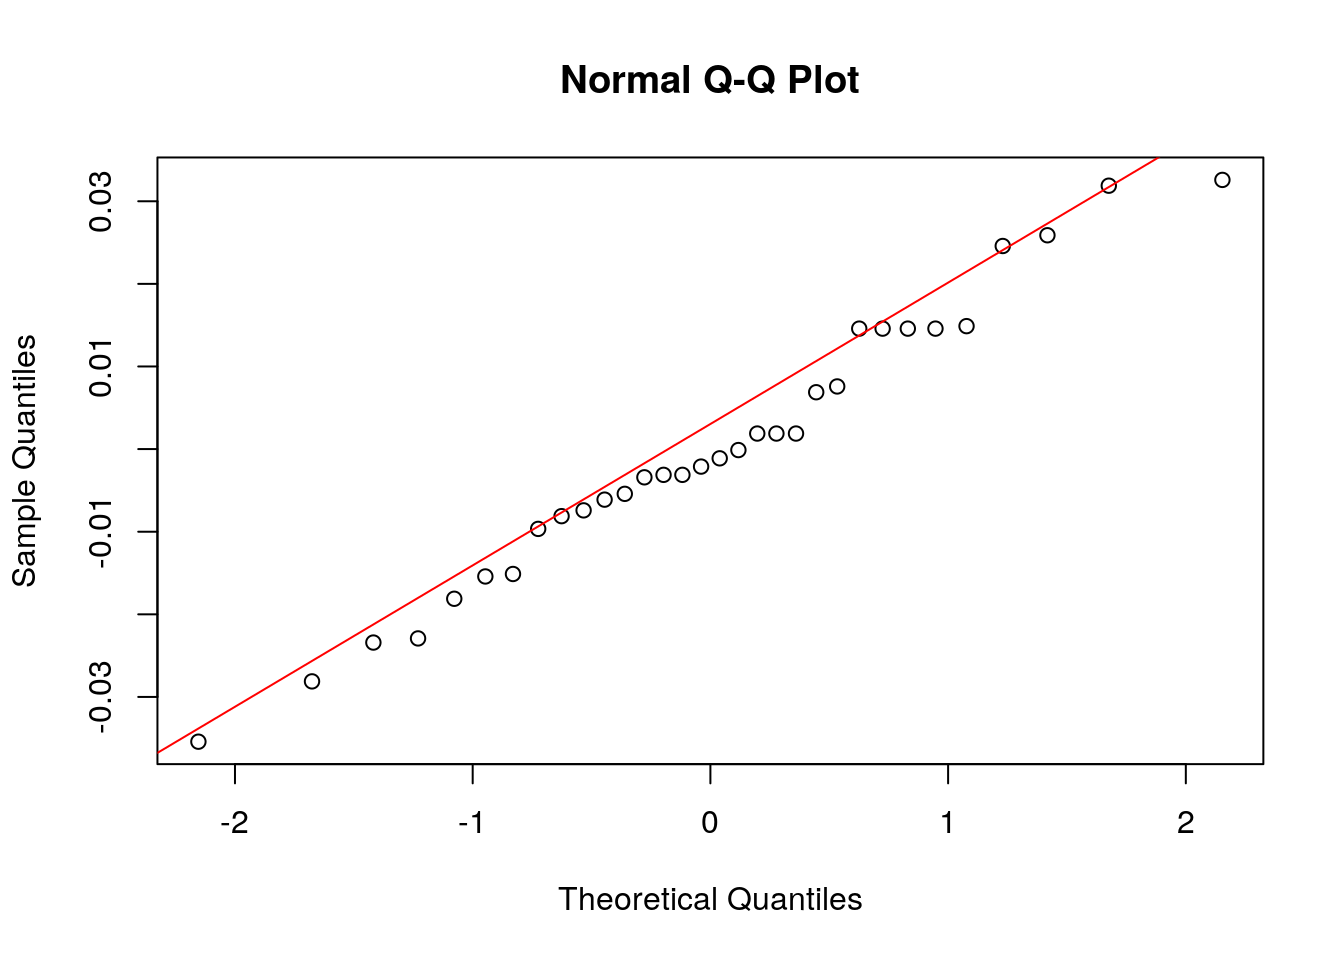 Normal Q-Q Plot
Sample Quantiles
0.03
0.01
-0.01
-0.03
-2 -1 0 1 2
Theoretical Quantiles